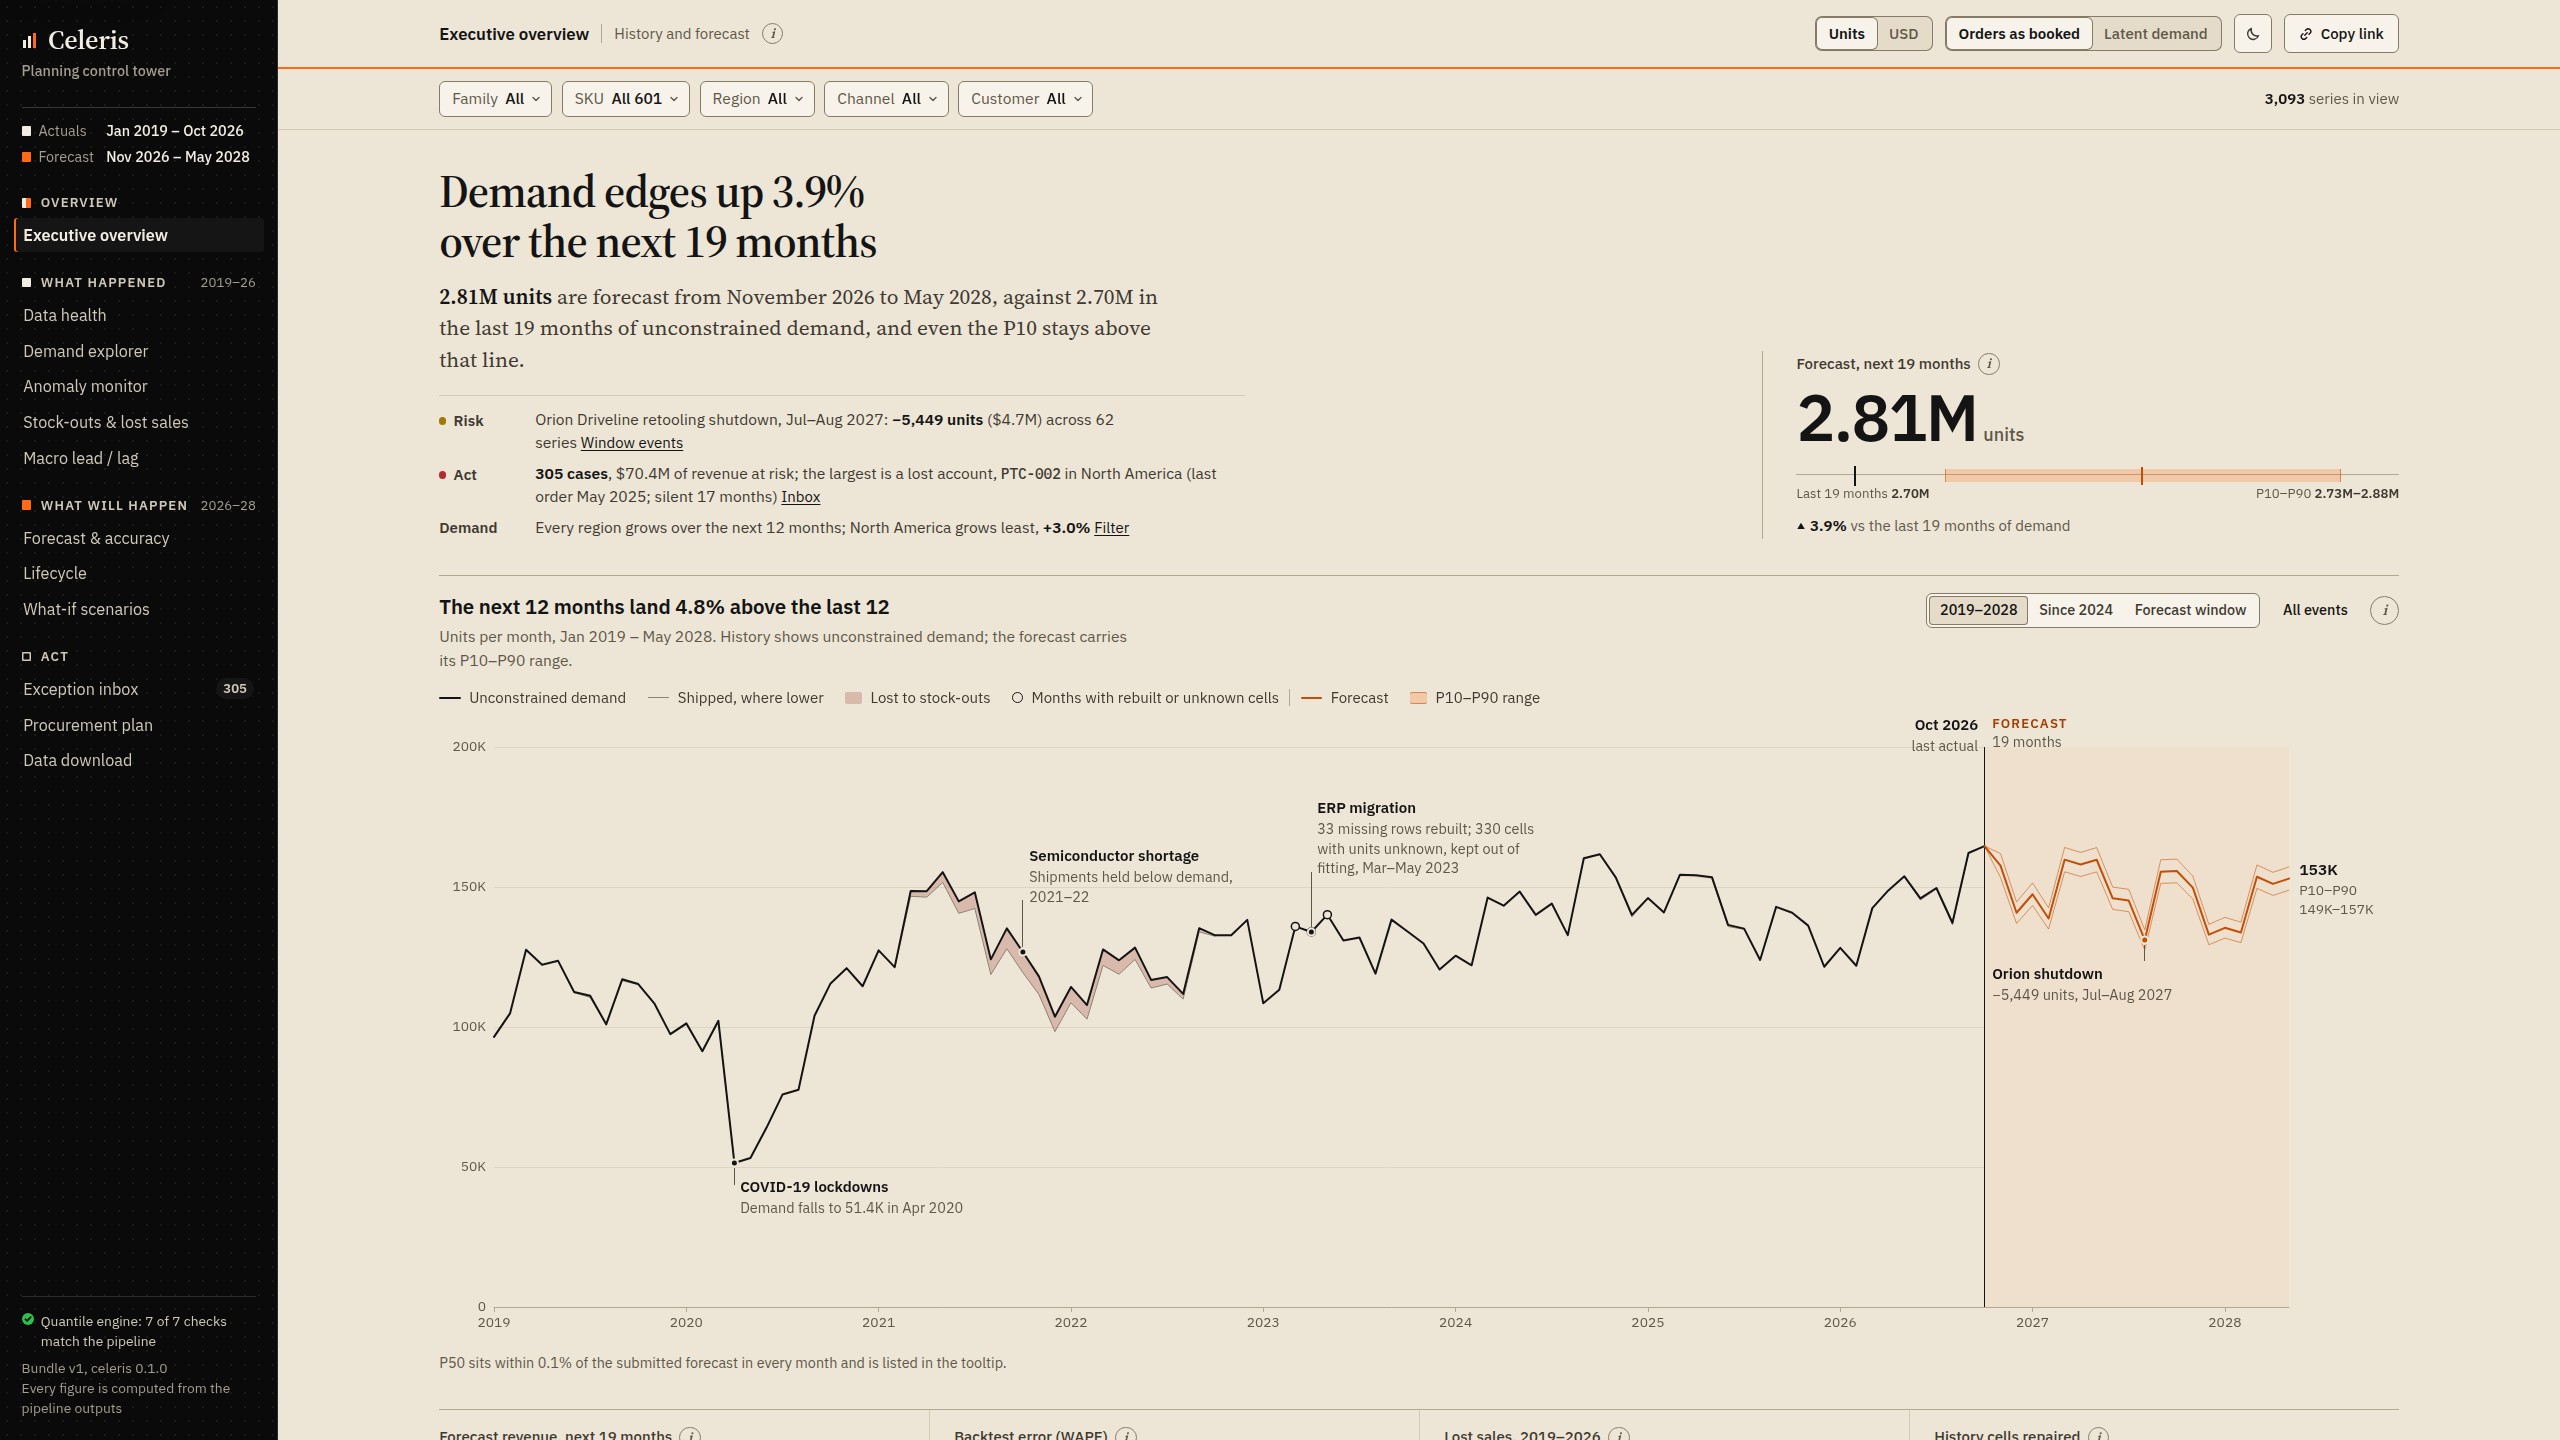 Celeris
Planning control tower
Actuals Jan 2019 – Oct 2026
Forecast Nov 2026 – May 2028
OVERVIEW
Executive overview
WHAT HAPPENED 2019–26
Data health
Demand explorer
Anomaly monitor
Stock-outs & lost sales
Macro lead / lag
WHAT WILL HAPPEN 2026–28
Forecast & accuracy
Lifecycle
What-if scenarios
ACT
Exception inbox 305
Procurement plan
Data download
Quantile engine: 7 of 7 checks
match the pipeline
Bundle v1, celeris 0.1.0
Every figure is computed from the
pipeline outputs
Executive overview History and forecast i
Units USD Orders as booked Latent demand Copy link
Family All SKU All 601 Region All Channel All Customer All
3,093 series in view
Demand edges up 3.9%
over the next 19 months
2.81M units are forecast from November 2026 to May 2028, against 2.70M in
the last 19 months of unconstrained demand, and even the P10 stays above
that line.
Risk Orion Driveline retooling shutdown, Jul–Aug 2027: −5,449 units ($4.7M) across 62
series Window events
Act 305 cases, $70.4M of revenue at risk; the largest is a lost account, PTC-002 in North America (last
order May 2025; silent 17 months) Inbox
Demand Every region grows over the next 12 months; North America grows least, +3.0% Filter
Forecast, next 19 months i
2.81M units
Last 19 months 2.70M P10–P90 2.73M–2.88M
▲ 3.9% vs the last 19 months of demand
The next 12 months land 4.8% above the last 12
Units per month, Jan 2019 – May 2028. History shows unconstrained demand; the forecast carries
its P10–P90 range.
2019–2028 Since 2024 Forecast window All events i
Unconstrained demand Shipped, where lower Lost to stock-outs Months with rebuilt or unknown cells Forecast P10–P90 range
Oct 2026
last actual
FORECAST
19 months
200K
150K
100K
50K
0
ERP migration
33 missing rows rebuilt; 330 cells
with units unknown, kept out of
fitting, Mar–May 2023
Semiconductor shortage
Shipments held below demand,
2021–22
153K
P10–P90
149K–157K
Orion shutdown
−5,449 units, Jul–Aug 2027
COVID-19 lockdowns
Demand falls to 51.4K in Apr 2020
2019 2020 2021 2022 2023 2024 2025 2026 2027 2028
P50 sits within 0.1% of the submitted forecast in every month and is listed in the tooltip.
Forecast revenue, next 19 months i
Backtest error (WAPE) i
Lost sales, 2019–2026 i
History cells repaired i